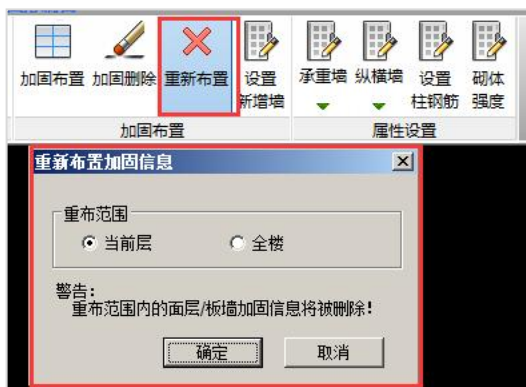 加固布置 加固删除 重新布置 设置新增墙 承重墙 纵横墙 设置柱钢筋 砌体强度
加固布置 属性设置
重新布置加固信息
重布范围
当前层 全楼
警告：
重布范围内的面层/板墙加固信息将被删除！
确定 取消